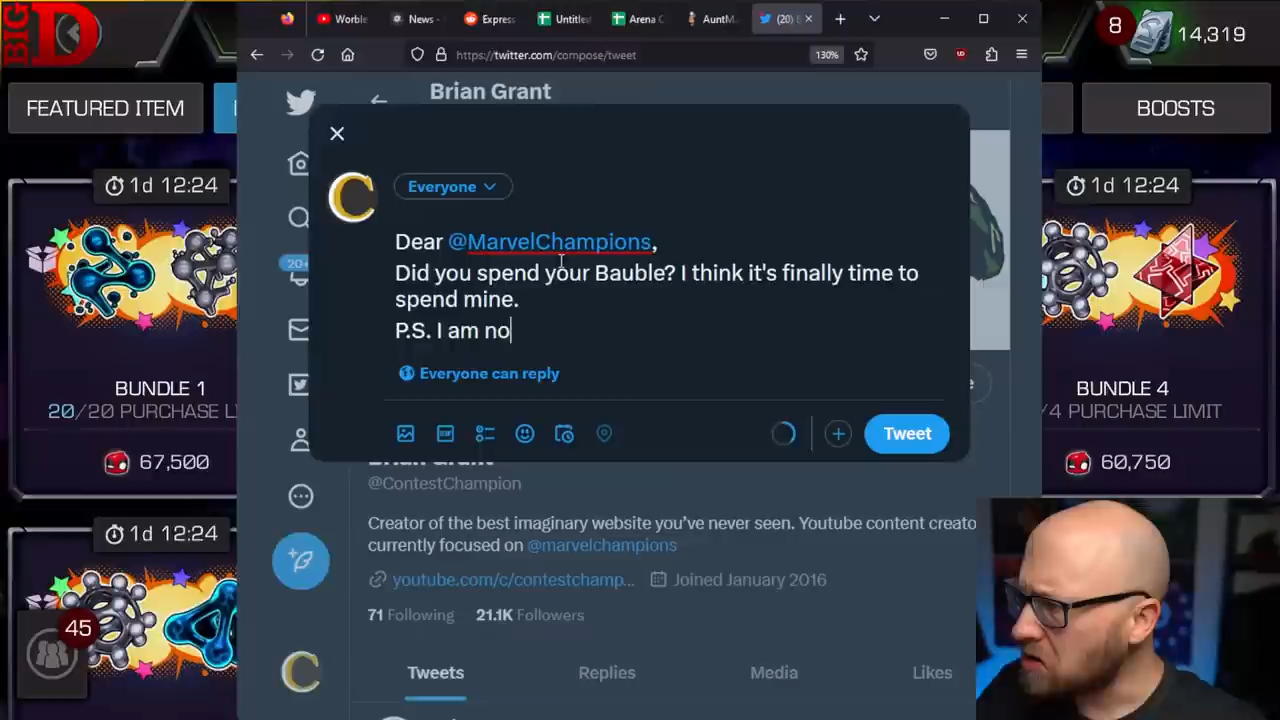 BIG
D
8
14,319
Worble
News -
Express
Untitled
Arena C
AuntM
(20)
https://twitter.com/compose/tweet
130%
FEATURED ITEM
BOOSTS
Brian Grant
Everyone
Dear @MarvelChampions,
Did you spend your Bauble? I think it's finally time to
spend mine.
P.S. I am no
Everyone can reply
Tweet
20+
1d 12:24
BUNDLE 1
20/20 PURCHASE L
67,500
1d 12:24
45
1d 12:24
BUNDLE 4
/4 PURCHASE LIMIT
60,750
Brian Grant
@ContestChampion
Creator of the best imaginary website you've never seen. Youtube content creato
currently focused on @marvelchampions
youtube.com/c/contestchamp...
Joined January 2016
71 Following
21.1K Followers
Tweets
Replies
Media
Likes